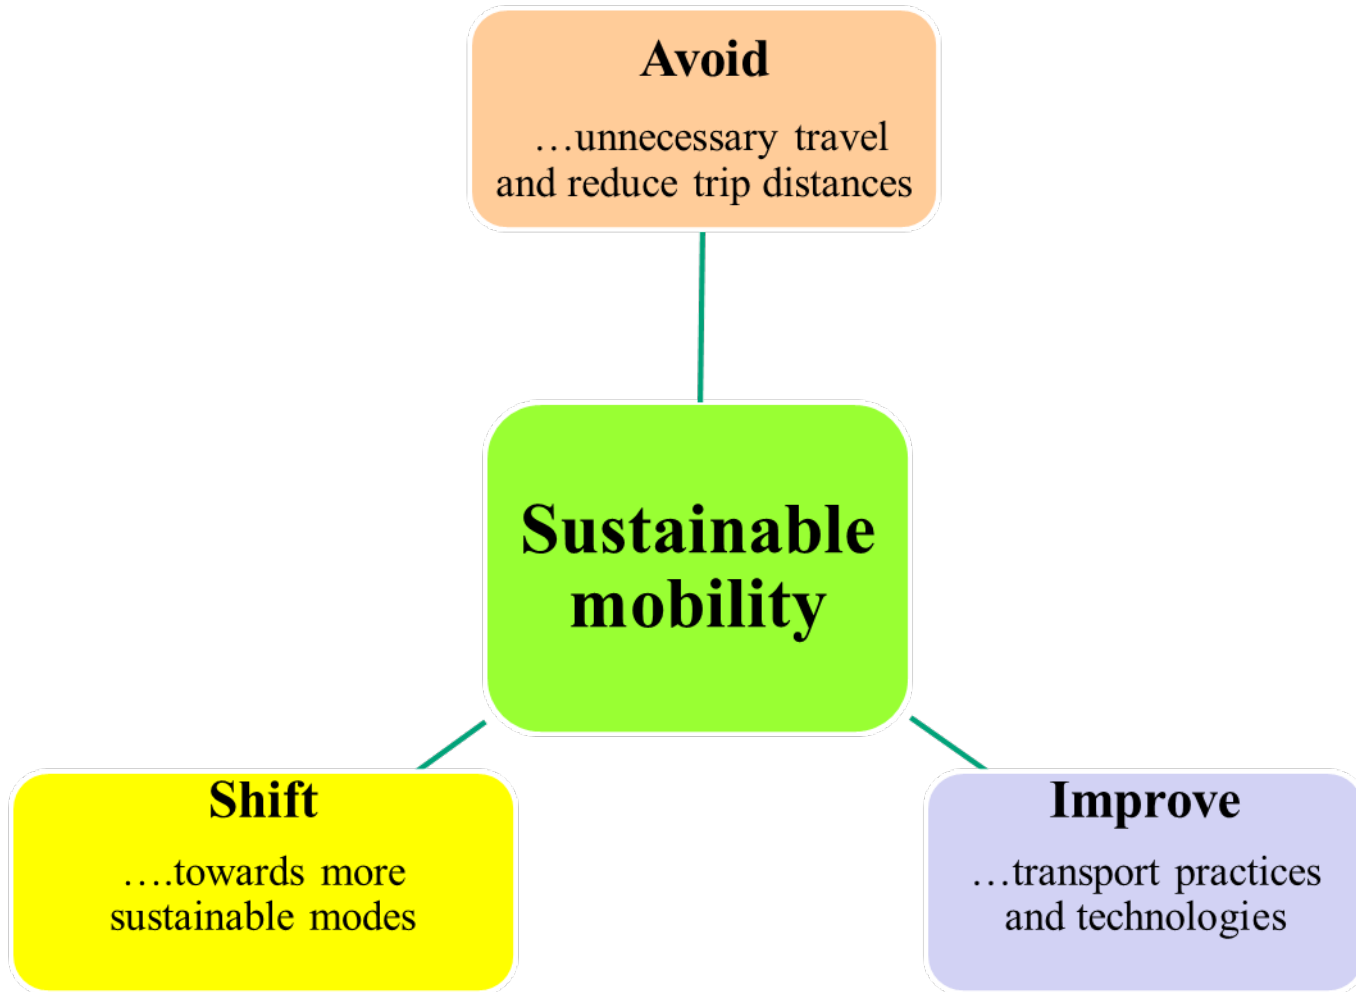 Avoid
…unnecessary travel
and reduce trip distances
Sustainable
mobility
Shift
….towards more
sustainable modes
Improve
…transport practices
and technologies